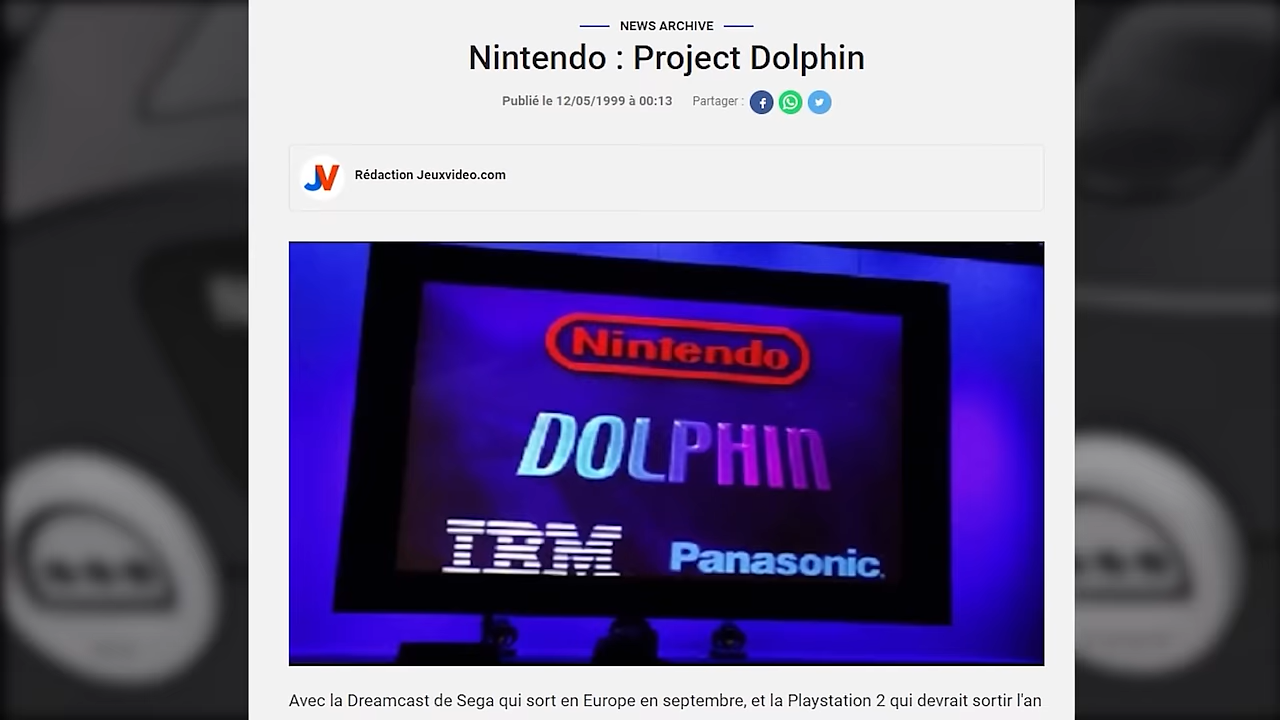 NEWS ARCHIVE
Nintendo : Project Dolphin
Publié le 12/05/1999 à 00:13 Partager :
JV
Rédaction Jeuxvideo.com
Nintendo
DOLPHIN
IBM Panasonic.
Avec la Dreamcast de Sega qui sort en Europe en septembre, et la Playstation 2 qui devrait sortir l'an